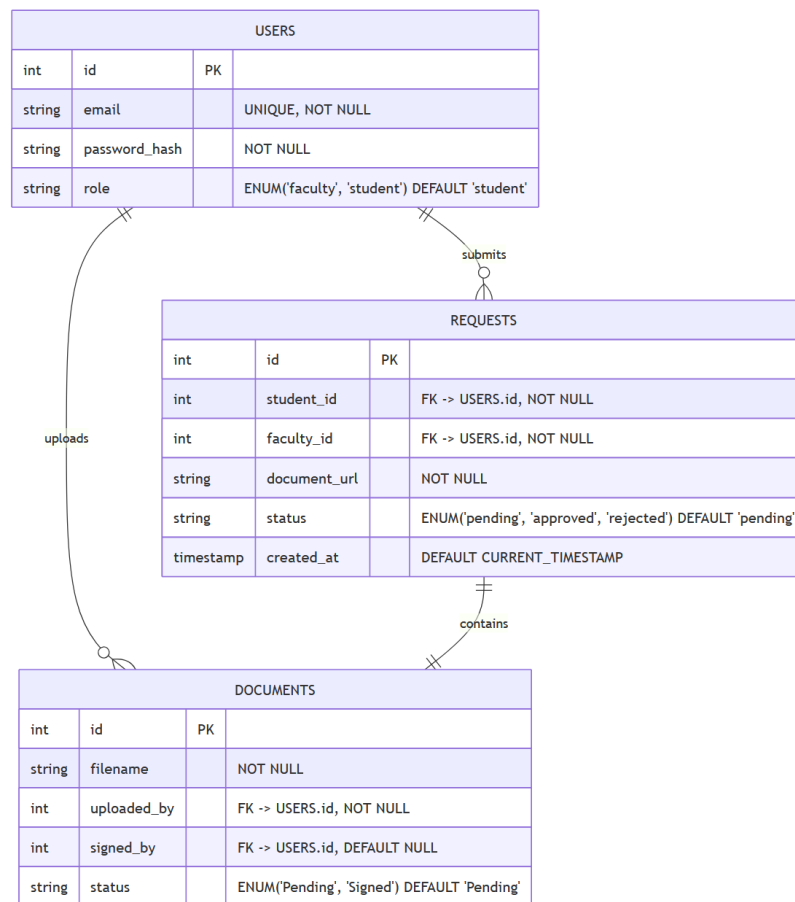 USERS
int id PK
string email UNIQUE, NOT NULL
string password_hash NOT NULL
string role ENUM('faculty', 'student') DEFAULT 'student'
submits
REQUESTS
int id PK
int student_id FK -> USERS.id, NOT NULL
int faculty_id FK -> USERS.id, NOT NULL
uploads
string document_url NOT NULL
string status ENUM('pending', 'approved', 'rejected') DEFAULT 'pending'
timestamp created_at DEFAULT CURRENT_TIMESTAMP
contains
DOCUMENTS
int id PK
string filename NOT NULL
int uploaded_by FK -> USERS.id, NOT NULL
int signed_by FK -> USERS.id, DEFAULT NULL
string status ENUM('Pending', 'Signed') DEFAULT 'Pending'